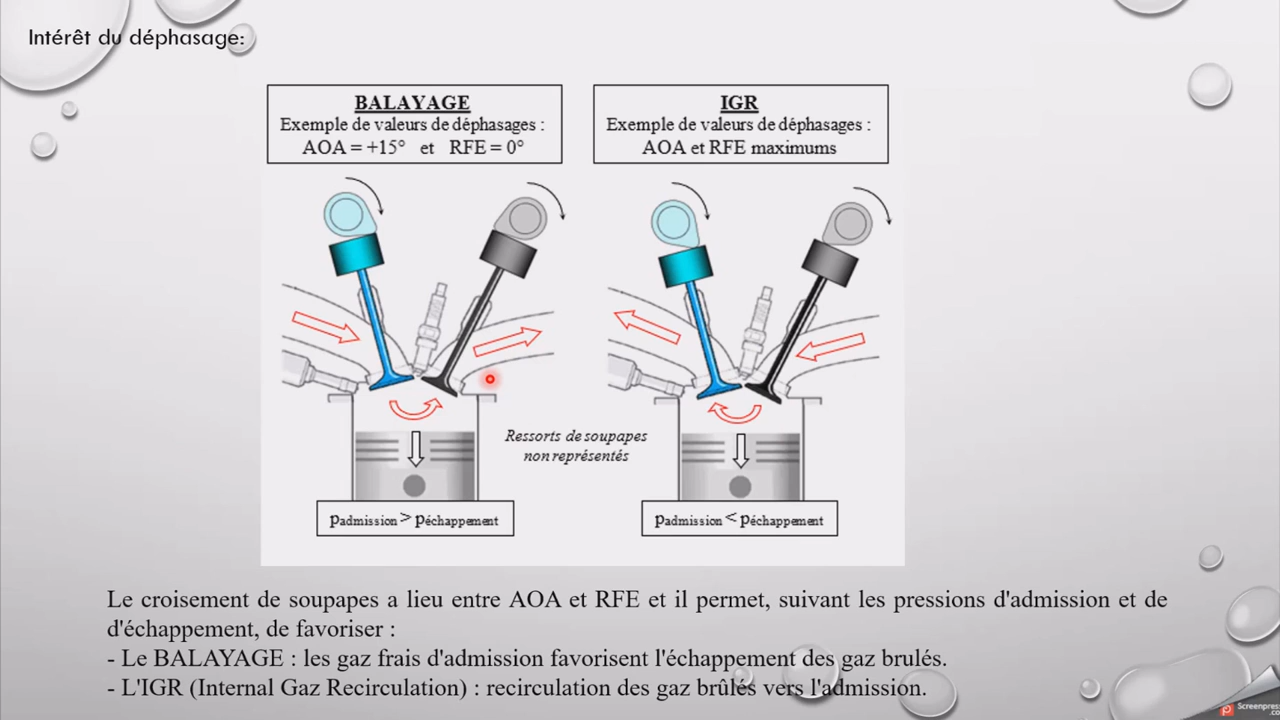 Intérêt du déphasage:
BALAYAGE
Exemple de valeurs de déphasages :
AOA = +15° et RFE = 0°
IGR
Exemple de valeurs de déphasages :
AOA et RFE maximums
Ressorts de soupapes
non représentés
padmission > péchappement
padmission < péchappement
Le croisement de soupapes a lieu entre AOA et RFE et il permet, suivant les pressions d'admission et de
d'échappement, de favoriser :
- Le BALAYAGE : les gaz frais d'admission favorisent l'échappement des gaz brulés.
- L'IGR (Internal Gaz Recirculation) : recirculation des gaz brûlés vers l'admission.